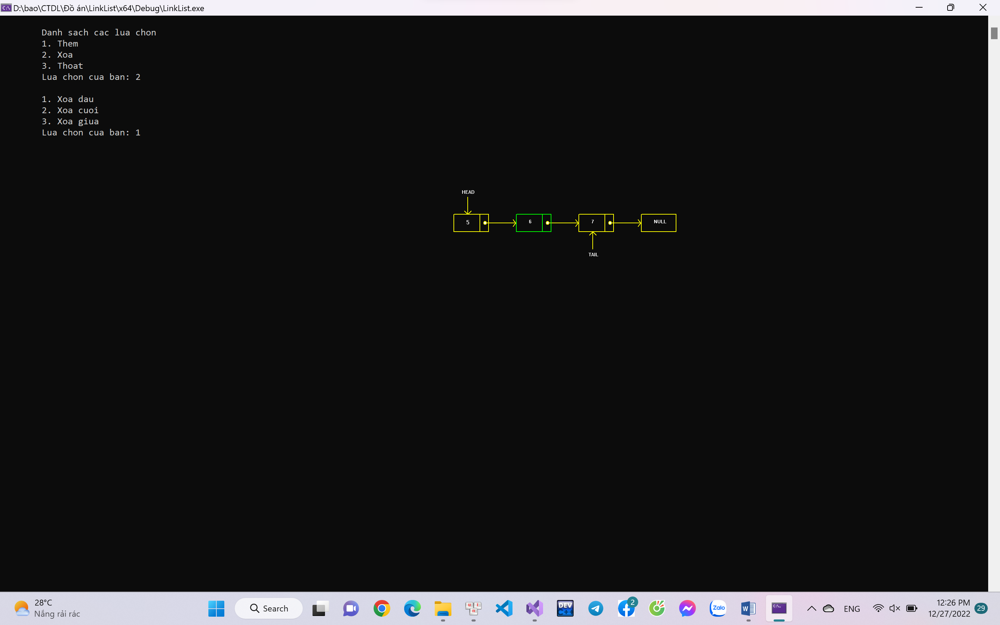 D:\bao\CTDL\Đồ án\LinkList\x64\Debug\LinkList.exe
Danh sach cac lua chon
1. Them
2. Xoa
3. Thoat
Lua chon cua ban: 2
1. Xoa dau
2. Xoa cuoi
3. Xoa giua
Lua chon cua ban: 1
HEAD
5 6 7 NULL
TAIL
28°C
Nắng rải rác
Search
u i n
DEV C++
2
Zalo
W
C:\_
ENG
12:26 PM
12/27/2022
29